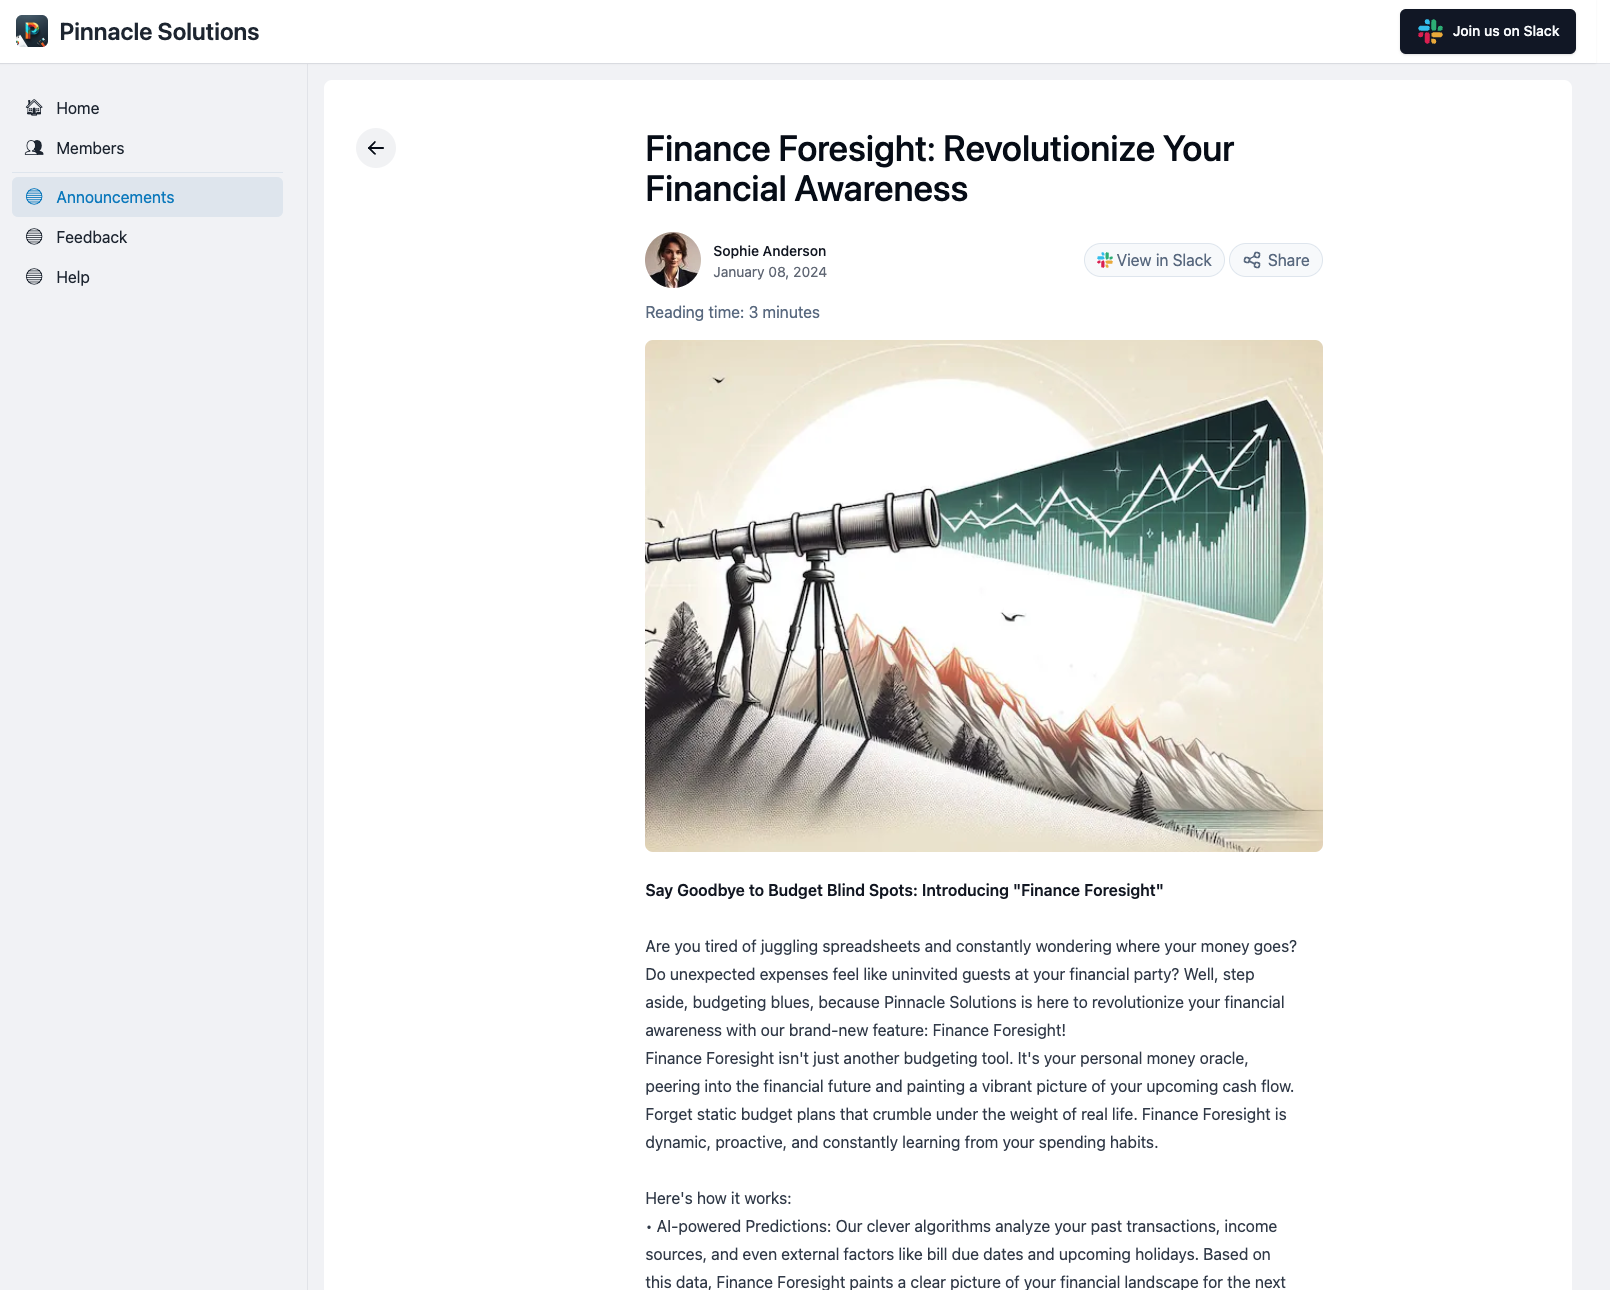 Pinnacle Solutions
Join us on Slack
Home
Members
Announcements
Feedback
Help
Finance Foresight: Revolutionize Your
Financial Awareness
Sophie Anderson
January 08, 2024
View in Slack
Share
Reading time: 3 minutes
Say Goodbye to Budget Blind Spots: Introducing "Finance Foresight"
Are you tired of juggling spreadsheets and constantly wondering where your money goes?
Do unexpected expenses feel like uninvited guests at your financial party? Well, step
aside, budgeting blues, because Pinnacle Solutions is here to revolutionize your financial
awareness with our brand-new feature: Finance Foresight!
Finance Foresight isn't just another budgeting tool. It's your personal money oracle,
peering into the financial future and painting a vibrant picture of your upcoming cash flow.
Forget static budget plans that crumble under the weight of real life. Finance Foresight is
dynamic, proactive, and constantly learning from your spending habits.
Here's how it works:
• AI-powered Predictions: Our clever algorithms analyze your past transactions, income
sources, and even external factors like bill due dates and upcoming holidays. Based on
this data, Finance Foresight paints a clear picture of your financial landscape for the next